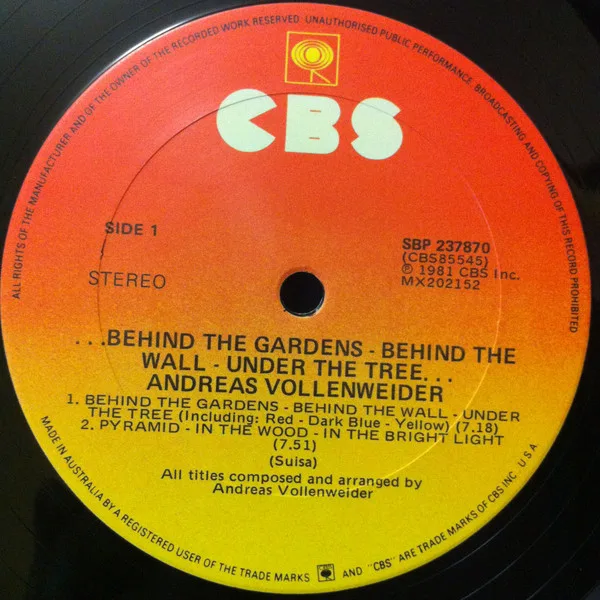 ALL RIGHTS OF THE MANUFACTURER AND OF THE OWNER OF THE RECORDED WORK RESERVED. UNAUTHORISED PUBLIC PERFORMANCE, BROADCASTING AND COPYING OF THIS RECORD PROHIBITED
CBS
SIDE 1
STEREO
SBP 237870
(CBS85545)
℗ 1981 CBS Inc.
MX202152
...BEHIND THE GARDENS - BEHIND THE
WALL - UNDER THE TREE...
ANDREAS VOLLENWEIDER
1. BEHIND THE GARDENS - BEHIND THE WALL - UNDER
THE TREE (Including: Red - Dark Blue - Yellow) (7.18)
2. PYRAMID - IN THE WOOD - IN THE BRIGHT LIGHT
(7.51)
(Suisa)
All titles composed and arranged by
Andreas Vollenweider
MADE IN AUSTRALIA BY A REGISTERED USER OF THE TRADE MARKS AND "CBS" ARE TRADE MARKS OF CBS INC. U.S.A.